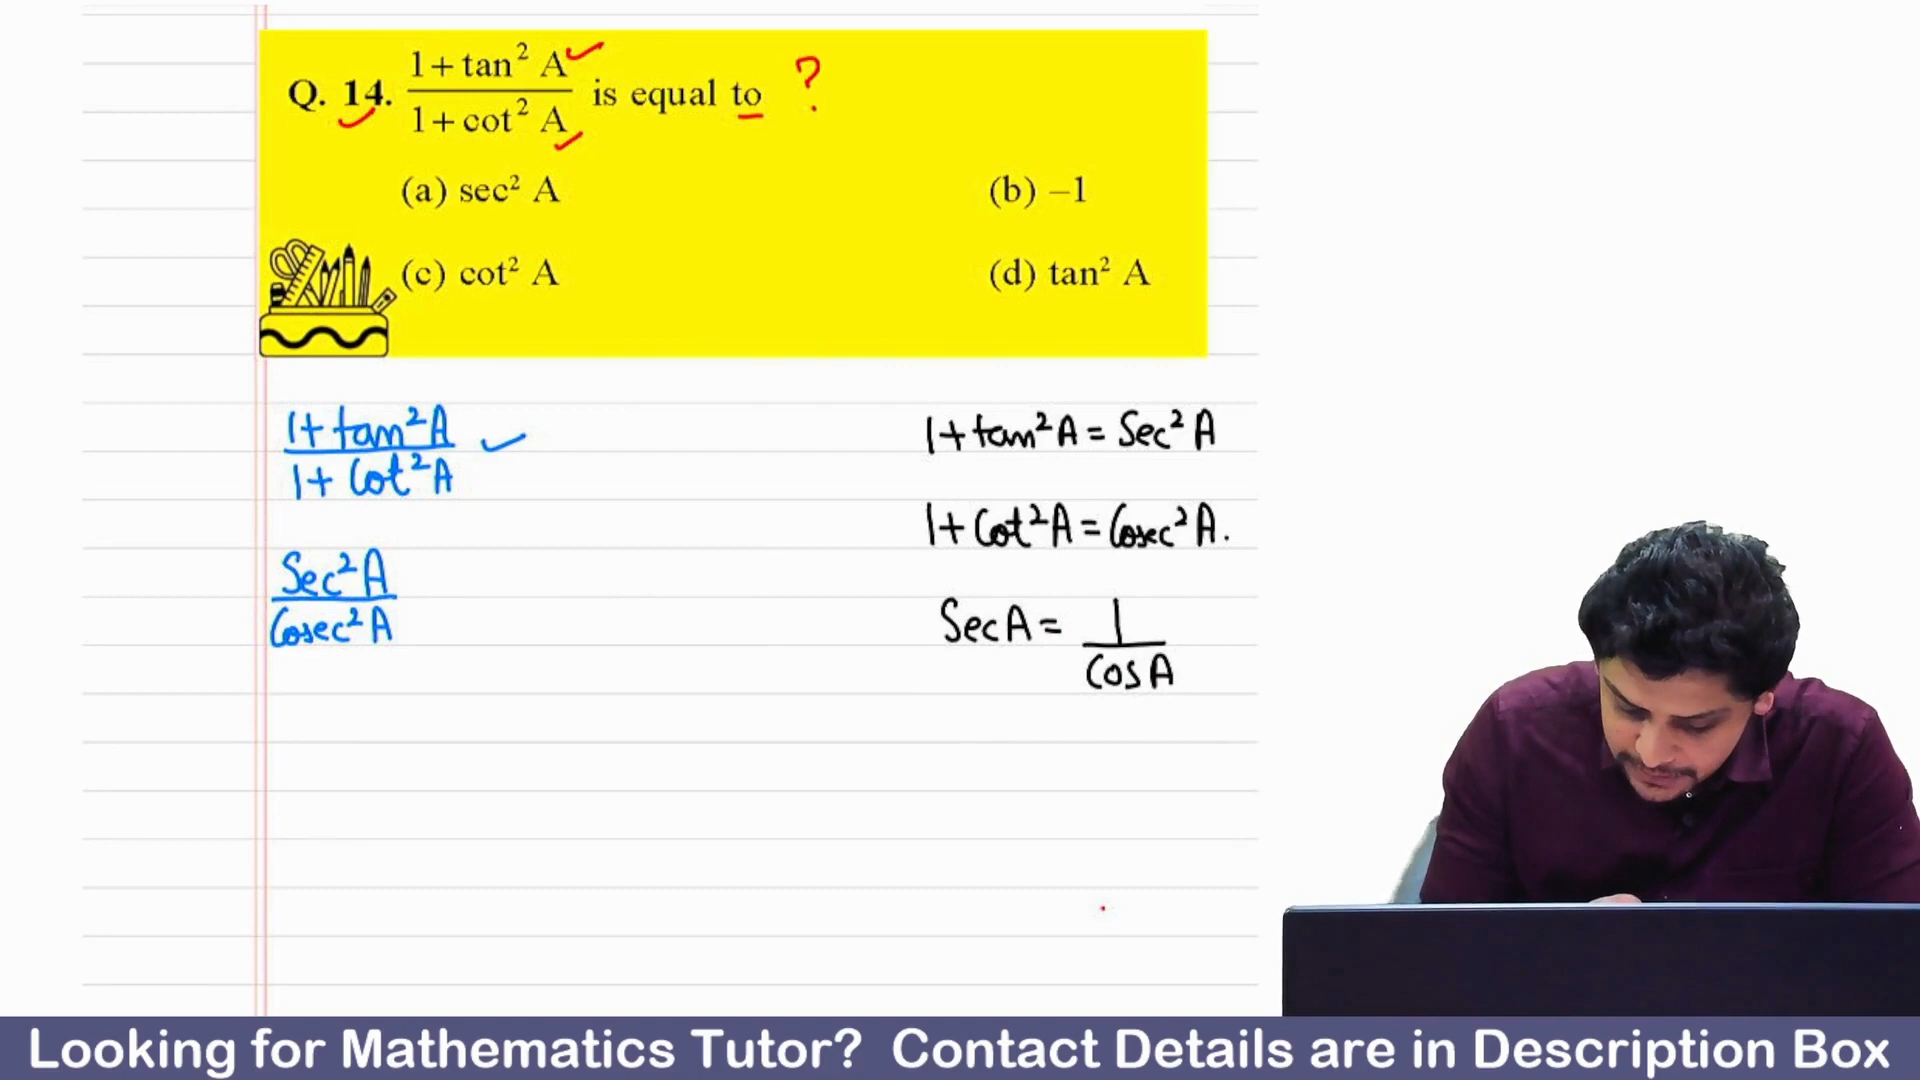 Q. 14. 1+tan² A / 1+cot² A is equal to ?
(a) sec² A (b) –1
(c) cot² A (d) tan² A
1+tan²A / 1+Cot²A
Sec²A / Cosec²A
1+tan²A = Sec²A
1+Cot²A = Cosec²A.
SecA = 1 / CosA
Looking for Mathematics Tutor? Contact Details are in Description Box